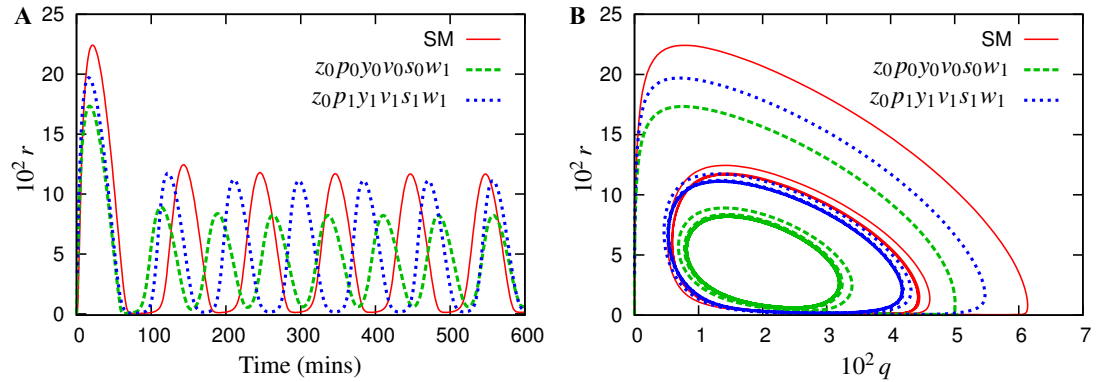 A
25
20
15
10
5
0
10² r
0 100 200 300 400 500 600
Time (mins)
SM
z₀p₀y₀v₀s₀w₁
z₀p₁y₁v₁s₁w₁
B
25
20
15
10
5
0
10² r
0 1 2 3 4 5 6 7
10² q
SM
z₀p₀y₀v₀s₀w₁
z₀p₁y₁v₁s₁w₁